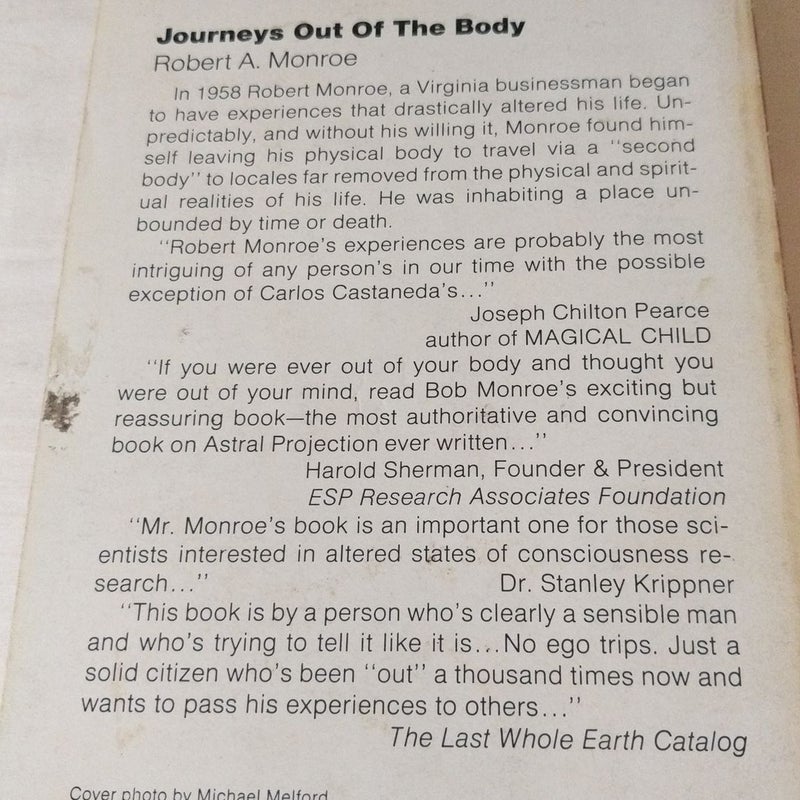 Journeys Out Of The Body
Robert A. Monroe
In 1958 Robert Monroe, a Virginia businessman began
to have experiences that drastically altered his life. Un-
predictably, and without his willing it, Monroe found him-
self leaving his physical body to travel via a "second
body" to locales far removed from the physical and spirit-
ual realities of his life. He was inhabiting a place un-
bounded by time or death.
"Robert Monroe's experiences are probably the most
intriguing of any person's in our time with the possible
exception of Carlos Castaneda's..."
Joseph Chilton Pearce
author of MAGICAL CHILD
"If you were ever out of your body and thought you
were out of your mind, read Bob Monroe's exciting but
reassuring book—the most authoritative and convincing
book on Astral Projection ever written..."
Harold Sherman, Founder & President
ESP Research Associates Foundation
"Mr. Monroe's book is an important one for those sci-
entists interested in altered states of consciousness re-
search..." Dr. Stanley Krippner
"This book is by a person who's clearly a sensible man
and who's trying to tell it like it is...No ego trips. Just a
solid citizen who's been "out" a thousand times now and
wants to pass his experiences to others..."
The Last Whole Earth Catalog
Cover photo by Michael Melford